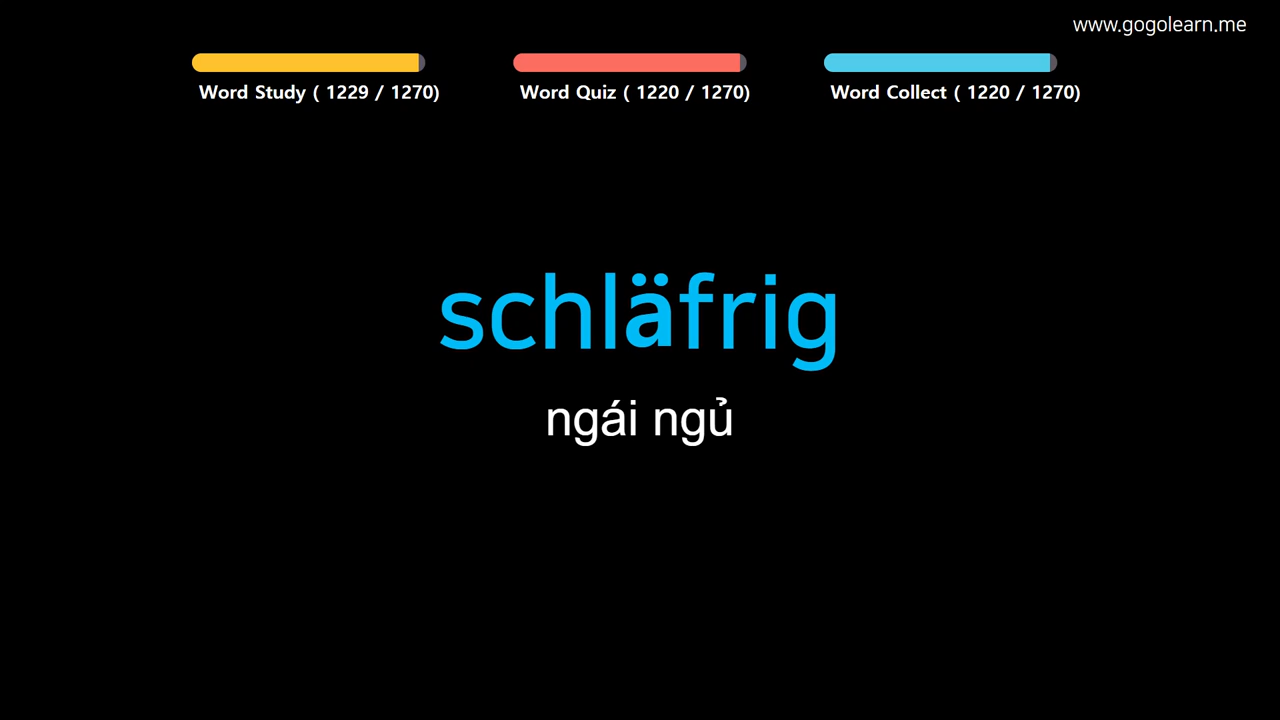 www.gogolearn.me
Word Study ( 1229 / 1270)
Word Quiz ( 1220 / 1270)
Word Collect ( 1220 / 1270)
schläfrig
ngái ngủ